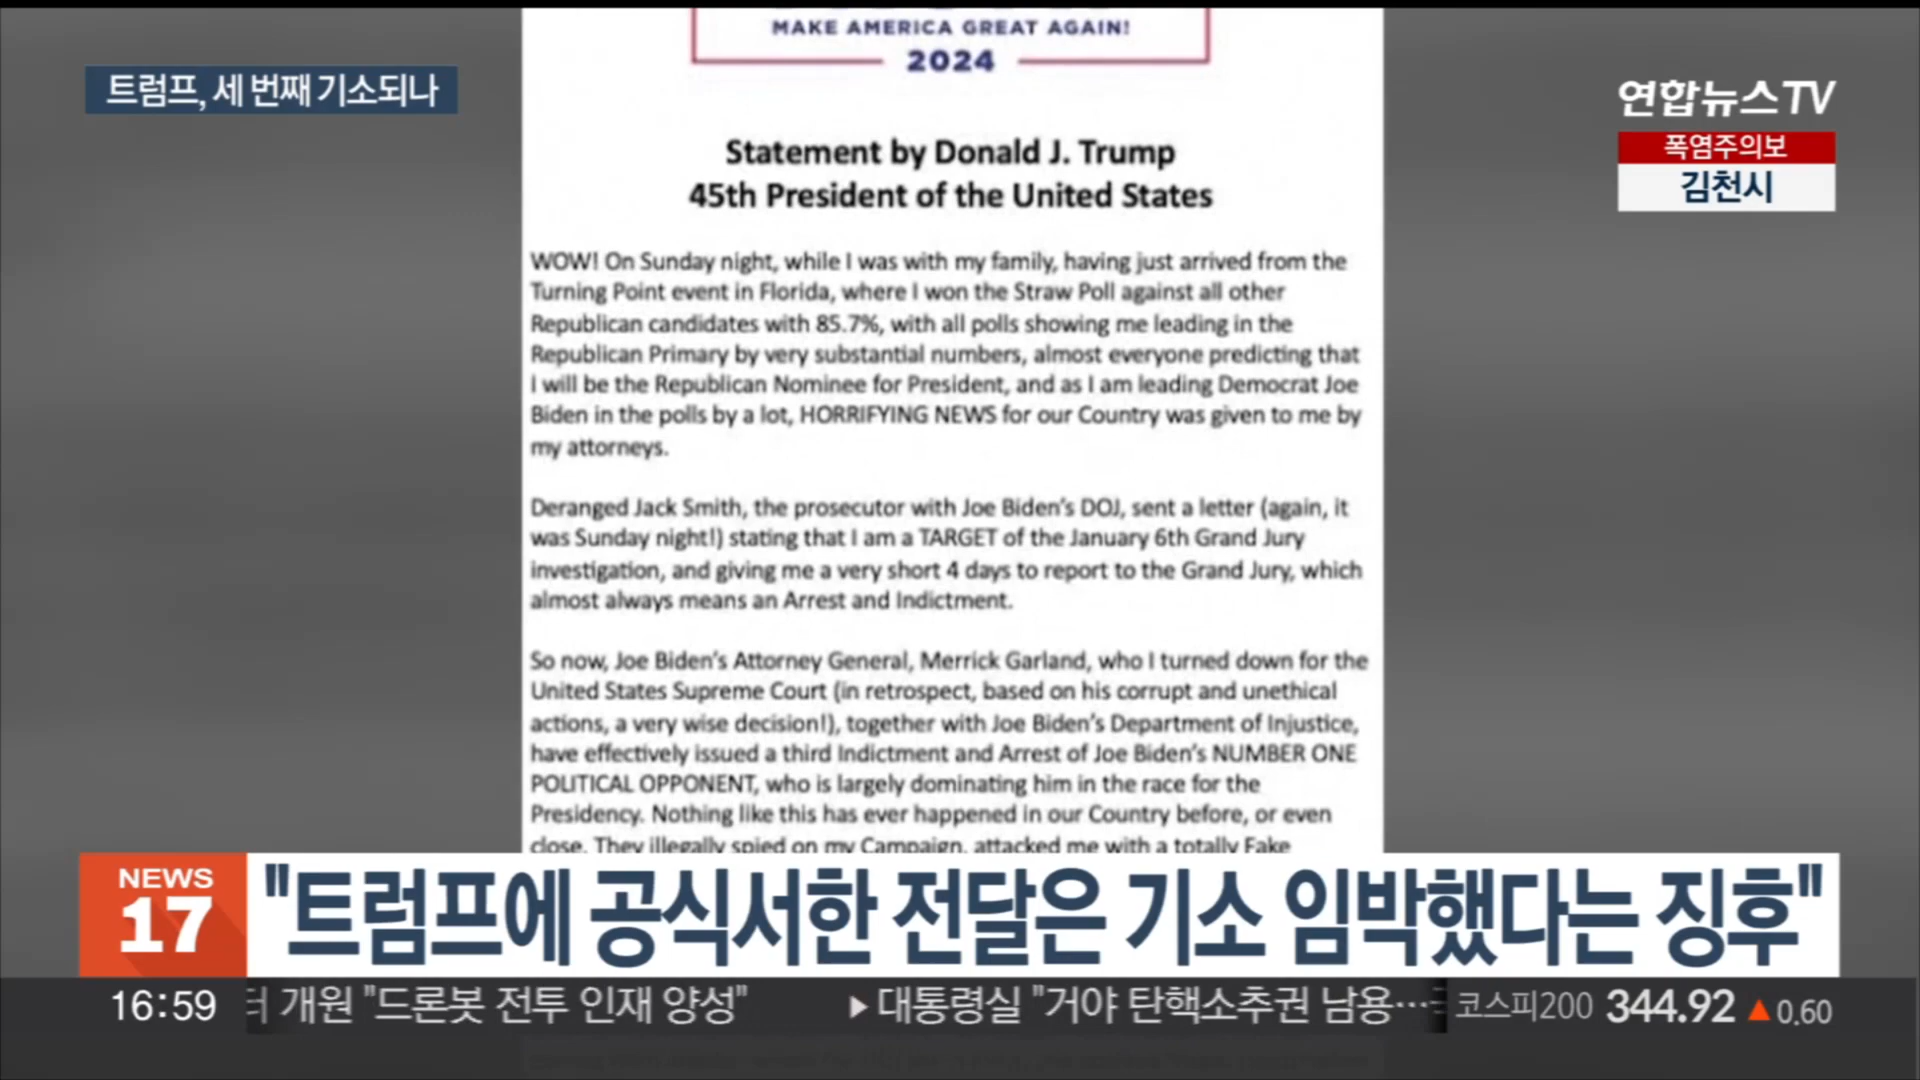 MAKE AMERICA GREAT AGAIN!
2024
트럼프, 세 번째 기소되나
연합뉴스TV
폭염주의보
김천시
Statement by Donald J. Trump
45th President of the United States
WOW! On Sunday night, while I was with my family, having just arrived from the
Turning Point event in Florida, where I won the Straw Poll against all other
Republican candidates with 85.7%, with all polls showing me leading in the
Republican Primary by very substantial numbers, almost everyone predicting that
I will be the Republican Nominee for President, and as I am leading Democrat Joe
Biden in the polls by a lot, HORRIFYING NEWS for our Country was given to me by
my attorneys.
Deranged Jack Smith, the prosecutor with Joe Biden's DOJ, sent a letter (again, it
was Sunday night!) stating that I am a TARGET of the January 6th Grand Jury
investigation, and giving me a very short 4 days to report to the Grand Jury, which
almost always means an Arrest and Indictment.
So now, Joe Biden's Attorney General, Merrick Garland, who I turned down for the
United States Supreme Court (in retrospect, based on his corrupt and unethical
actions, a very wise decision!), together with Joe Biden's Department of Injustice,
have effectively issued a third Indictment and Arrest of Joe Biden's NUMBER ONE
POLITICAL OPPONENT, who is largely dominating him in the race for the
Presidency. Nothing like this has ever happened in our Country before, or even
close. They illegally spied on my Campaign, attacked me with a totally Fake
NEWS
17
"트럼프에 공식서한 전달은 기소 임박했다는 징후"
16:59
개원 "드론봇 전투 인재 양성" ▶대통령실 "거야 탄핵소추권 남용… 코스피200 344.92 ▲0.60